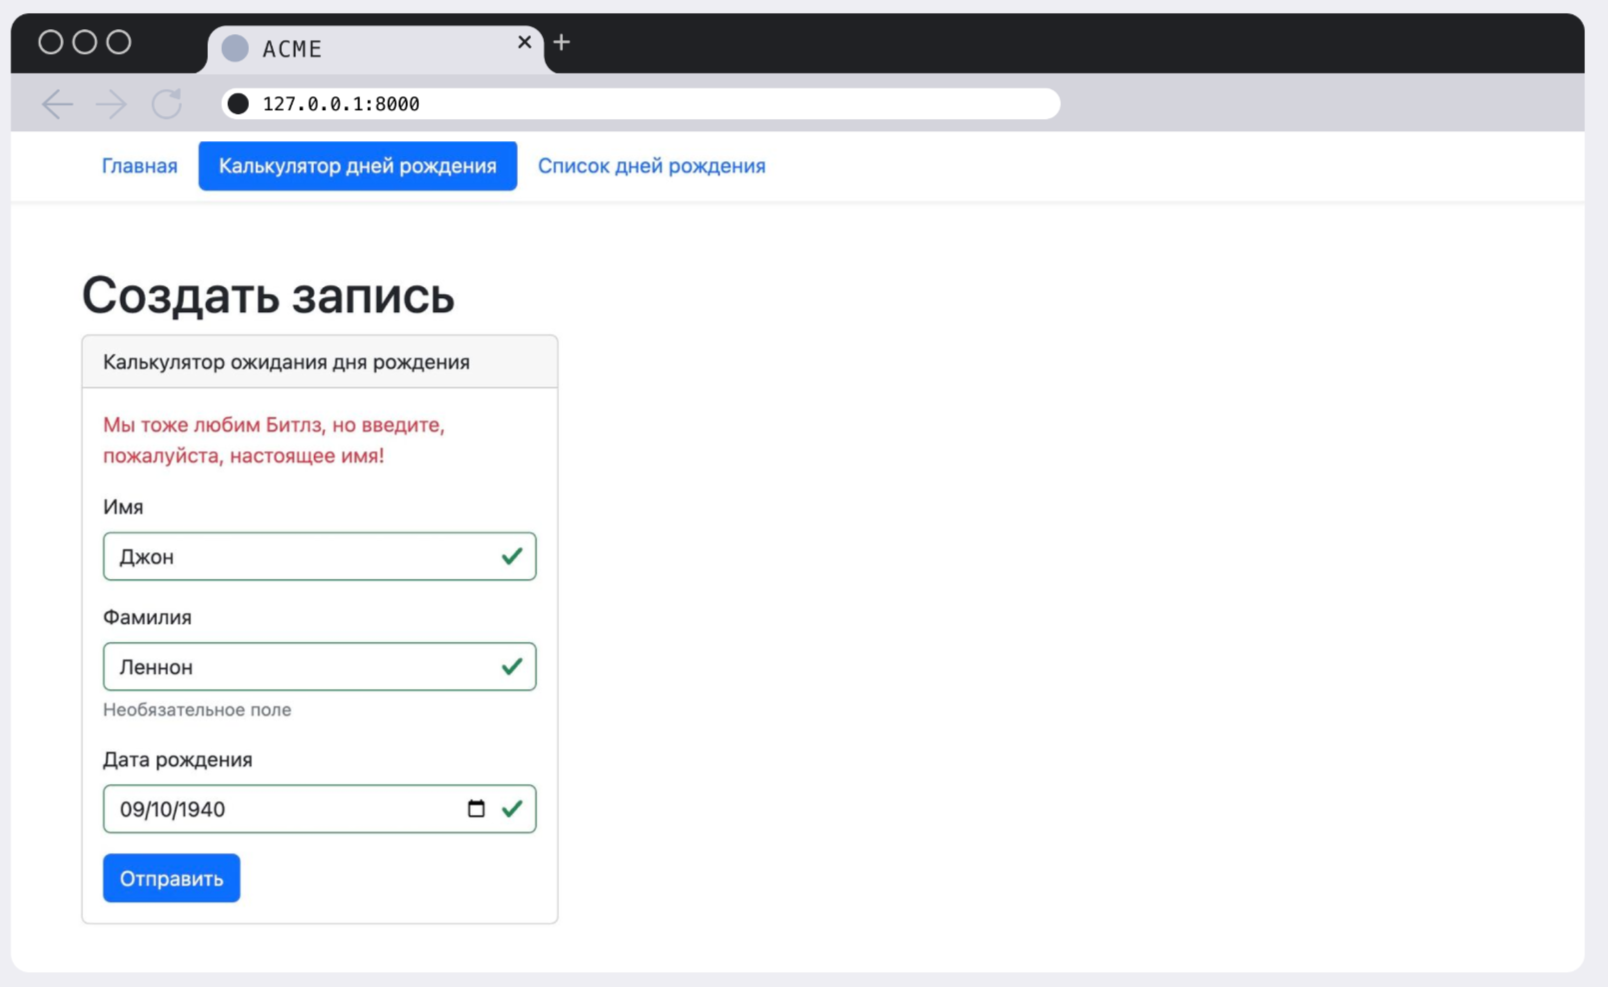 ACME
127.0.0.1:8000
Главная Калькулятор дней рождения Список дней рождения
Создать запись
Калькулятор ожидания дня рождения
Мы тоже любим Битлз, но введите,
пожалуйста, настоящее имя!
Имя
Джон
Фамилия
Леннон
Необязательное поле
Дата рождения
09/10/1940
Отправить